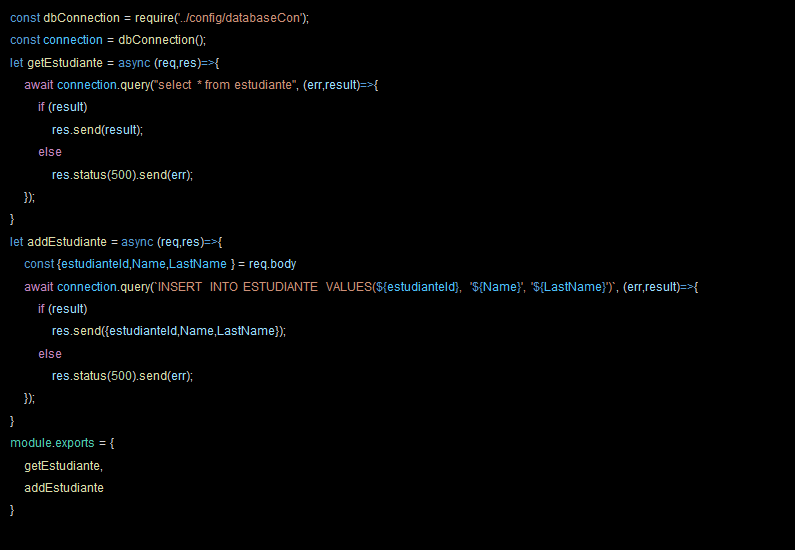 const dbConnection = require('../config/databaseCon');
const connection = dbConnection();
let getEstudiante = async (req,res)=>{
    await connection.query("select * from estudiante", (err,result)=>{
        if (result)
            res.send(result);
        else
            res.status(500).send(err);
    });
}
let addEstudiante = async (req,res)=>{
    const {estudianteId,Name,LastName } = req.body
    await connection.query(`INSERT INTO ESTUDIANTE VALUES(${estudianteId}, '${Name}', '${LastName}')`, (err,result)=>{
        if (result)
            res.send({estudianteId,Name,LastName});
        else
            res.status(500).send(err);
    });
}
module.exports = {
    getEstudiante,
    addEstudiante
}